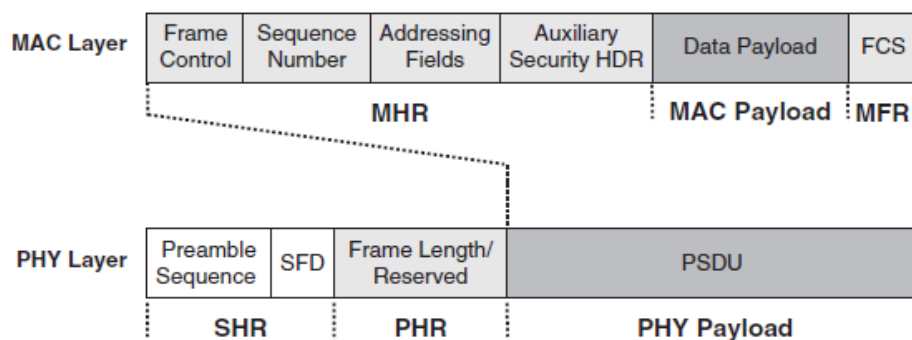 MAC Layer
Frame
Control
Sequence
Number
Addressing
Fields
Auxiliary
Security HDR
Data Payload
FCS
MHR
MAC Payload
MFR
PHY Layer
Preamble
Sequence
SFD
Frame Length/
Reserved
PSDU
SHR
PHR
PHY Payload